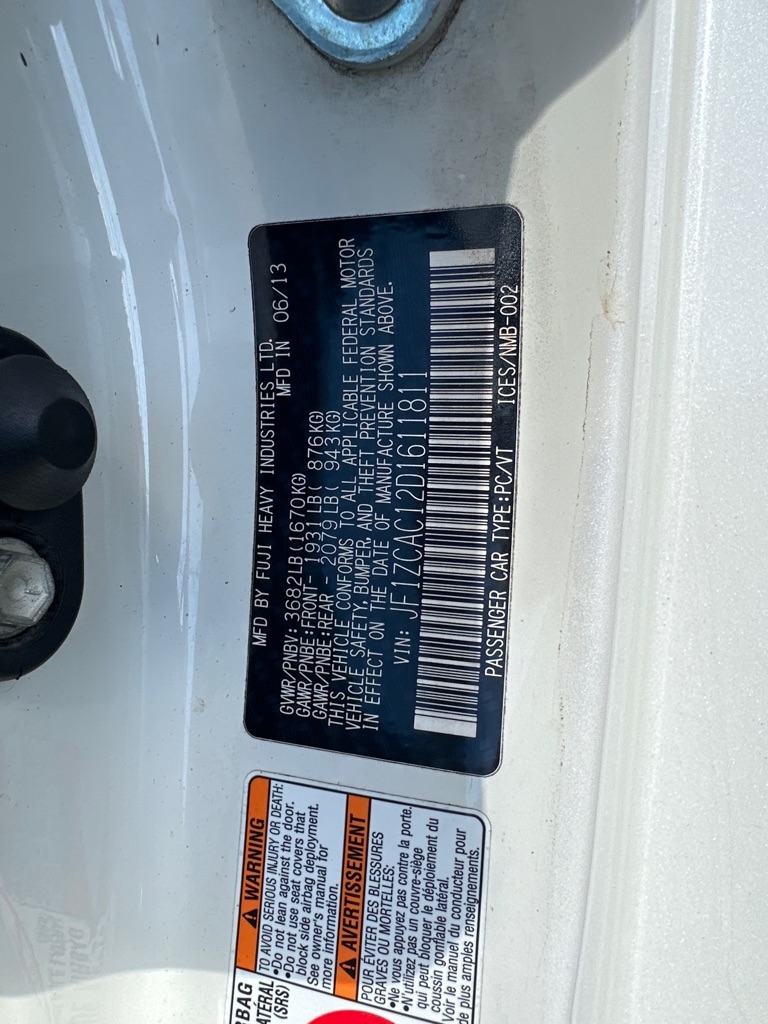 MFD BY FUJI HEAVY INDUSTRIES LTD.
MFD IN 06/13
GVWR/PNBV: 3682LB(1670KG)
GAWR/PNBE:FRONT- 1931LB( 876KG)
GAWR/PNBE:REAR - 2079LB( 943KG)
THIS VEHICLE CONFORMS TO ALL APPLICABLE FEDERAL MOTOR
VEHICLE SAFETY, BUMPER, AND THEFT PREVENTION STANDARDS
IN EFFECT ON THE DATE OF MANUFACTURE SHOWN ABOVE.
VIN: JF1ZCAC12D1611811
PASSENGER CAR TYPE:PC/VT ICES/NMB-002
WARNING
TO AVOID SERIOUS INJURY OR DEATH:
•Do not lean against the door.
•Do not use seat covers that
block side airbag deployment.
See owner's manual for
more information.
AVERTISSEMENT
POUR ÉVITER DES BLESSURES
GRAVES OU MORTELLES:
•Ne vous appuyez pas contre la porte.
•N'utilizez pas un couvre-siège
qui peut bloquer le déploiement du
coussin gonflable latéral.
Voir le manuel du conducteur pour
de plus amples renseignements.
(SRS)